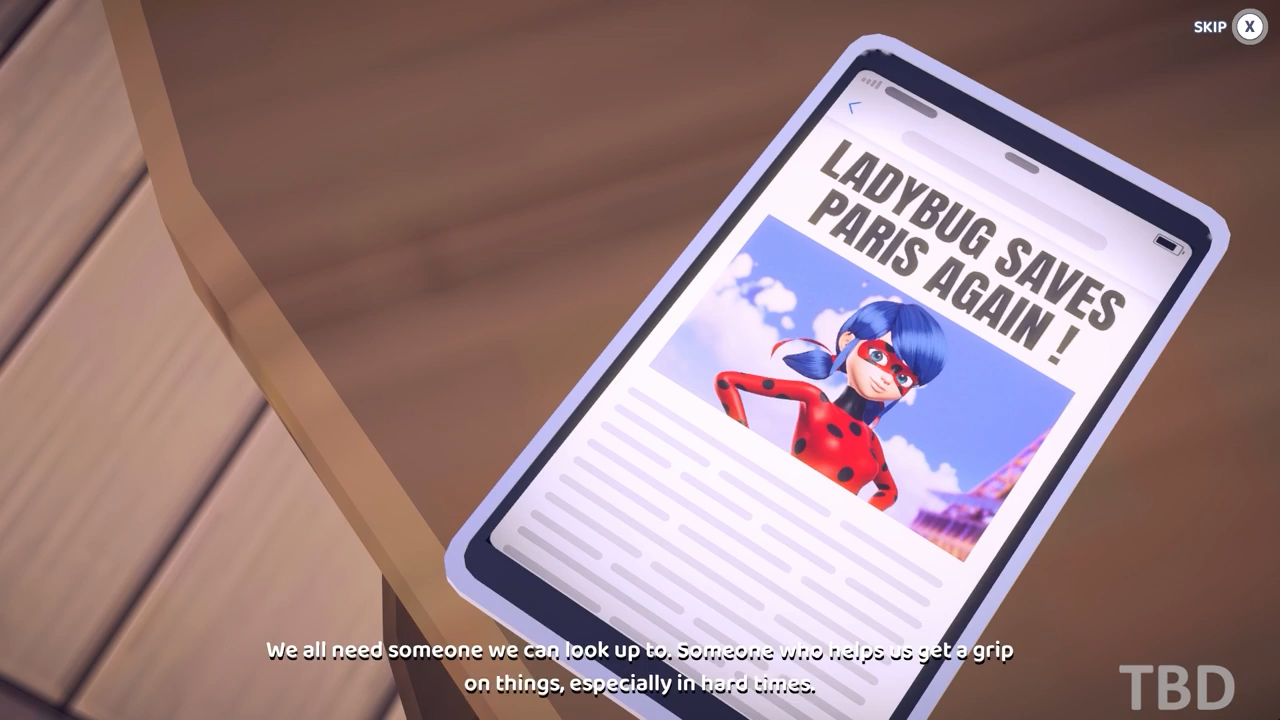 SKIP X
LADYBUG SAVES
PARIS AGAIN !
We all need someone we can look up to. Someone who helps us get a grip
on things, especially in hard times.
TBD